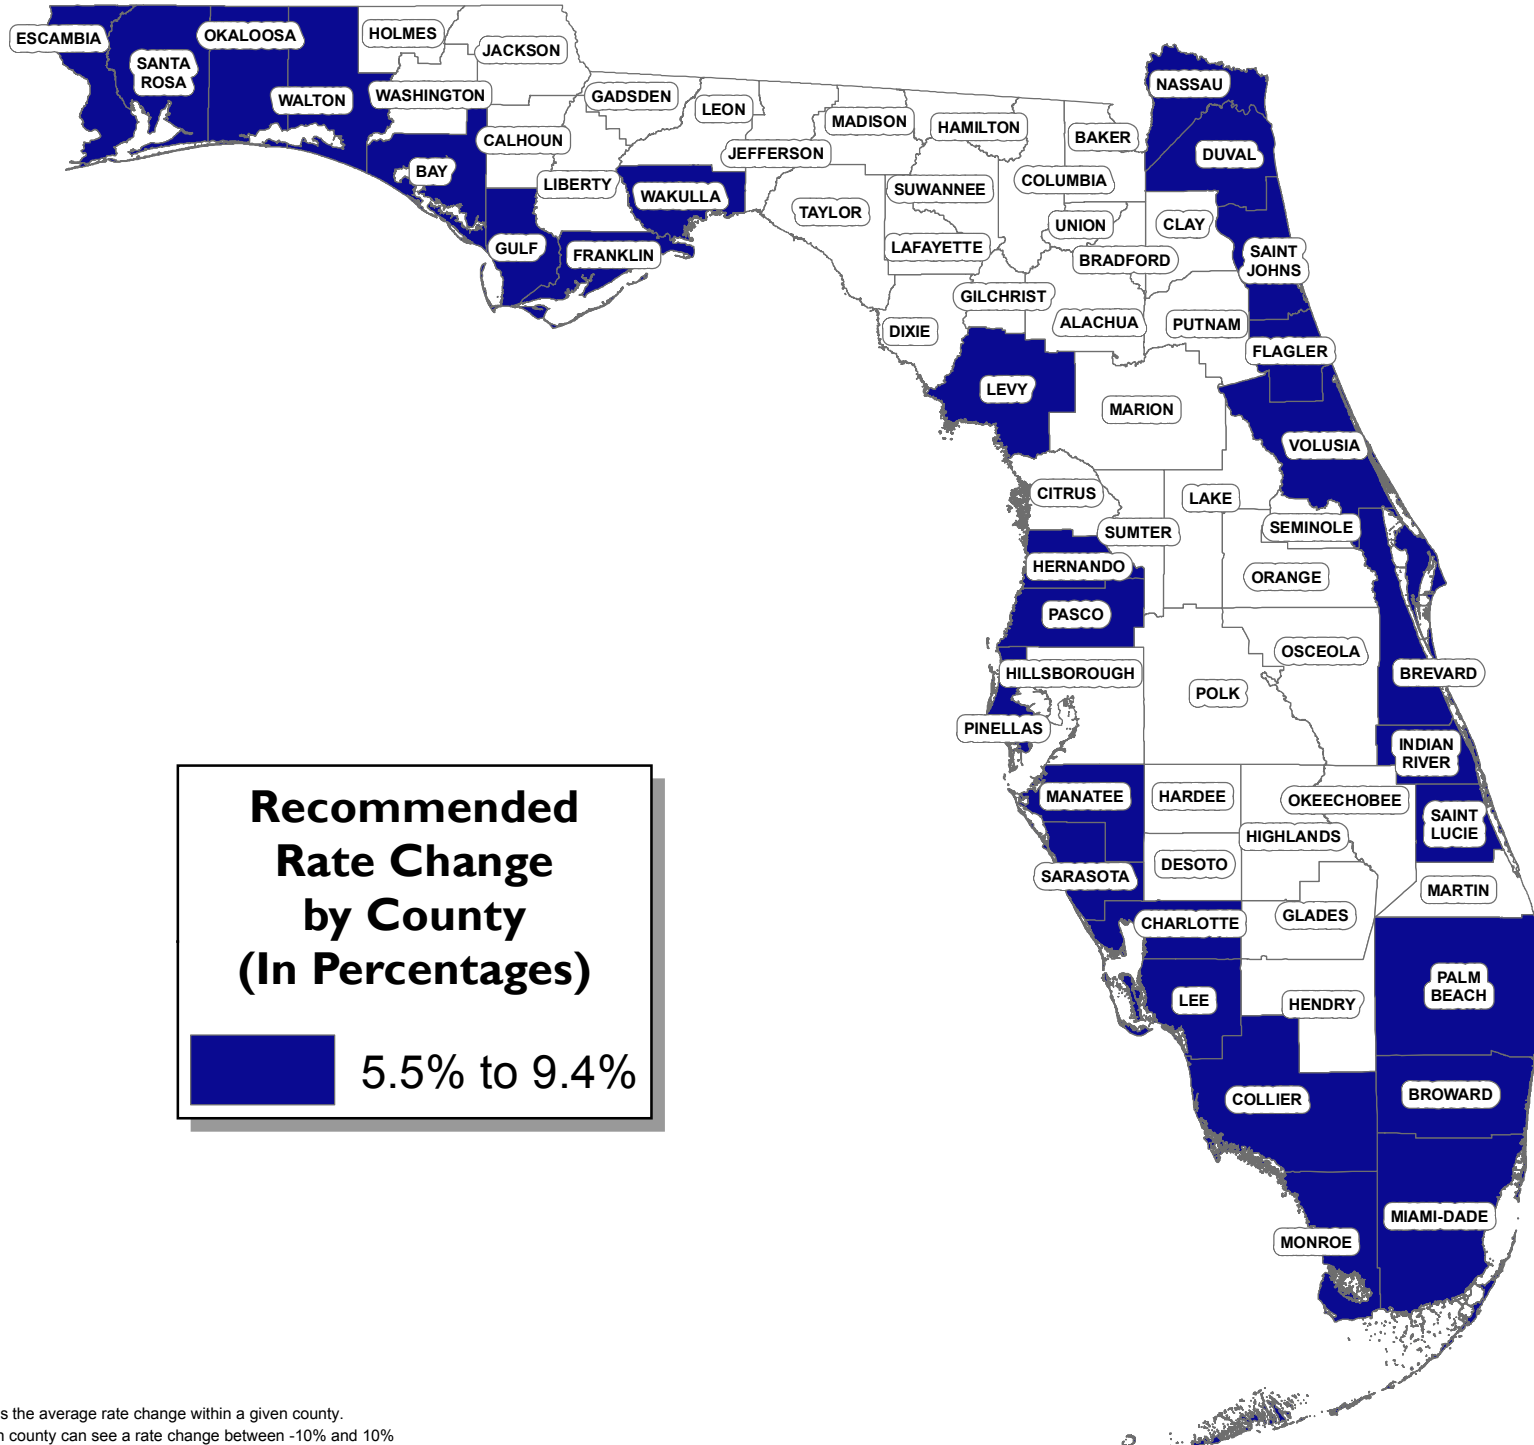 ESCAMBIA
SANTA
ROSA
OKALOOSA
WALTON
HOLMES
JACKSON
WASHINGTON
BAY
CALHOUN
GULF
GADSDEN
LIBERTY
FRANKLIN
LEON
WAKULLA
JEFFERSON
MADISON
TAYLOR
HAMILTON
SUWANNEE
LAFAYETTE
DIXIE
COLUMBIA
GILCHRIST
BAKER
UNION
BRADFORD
ALACHUA
NASSAU
DUVAL
CLAY
SAINT
JOHNS
PUTNAM
FLAGLER
LEVY
MARION
VOLUSIA
CITRUS
LAKE
SUMTER
SEMINOLE
HERNANDO
ORANGE
PASCO
OSCEOLA
HILLSBOROUGH
POLK
BREVARD
PINELLAS
INDIAN
RIVER
MANATEE
HARDEE
OKEECHOBEE
SAINT
LUCIE
HIGHLANDS
SARASOTA
DESOTO
MARTIN
CHARLOTTE
GLADES
PALM
BEACH
LEE
HENDRY
COLLIER
BROWARD
MIAMI-DADE
MONROE
Recommended
Rate Change
by County
(In Percentages)
5.5% to 9.4%
the average rate change within a given county.
county can see a rate change between -10% and 10%